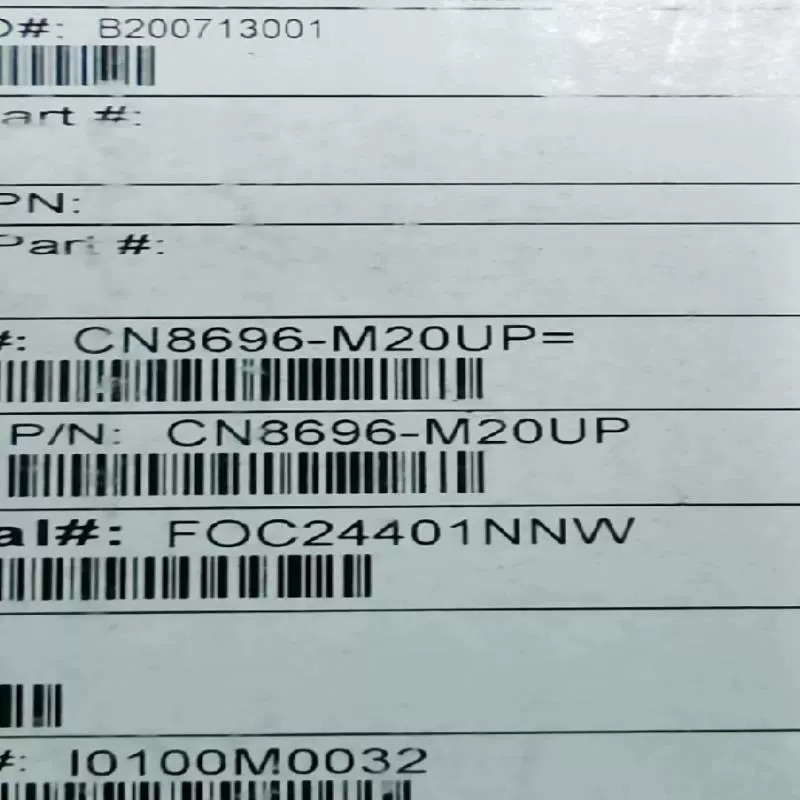 O#: B200713001
art #:
PN:
Part #:
#: CN8696-M20UP=
P/N: CN8696-M20UP
al#: FOC24401NNW
#: I0100M0032